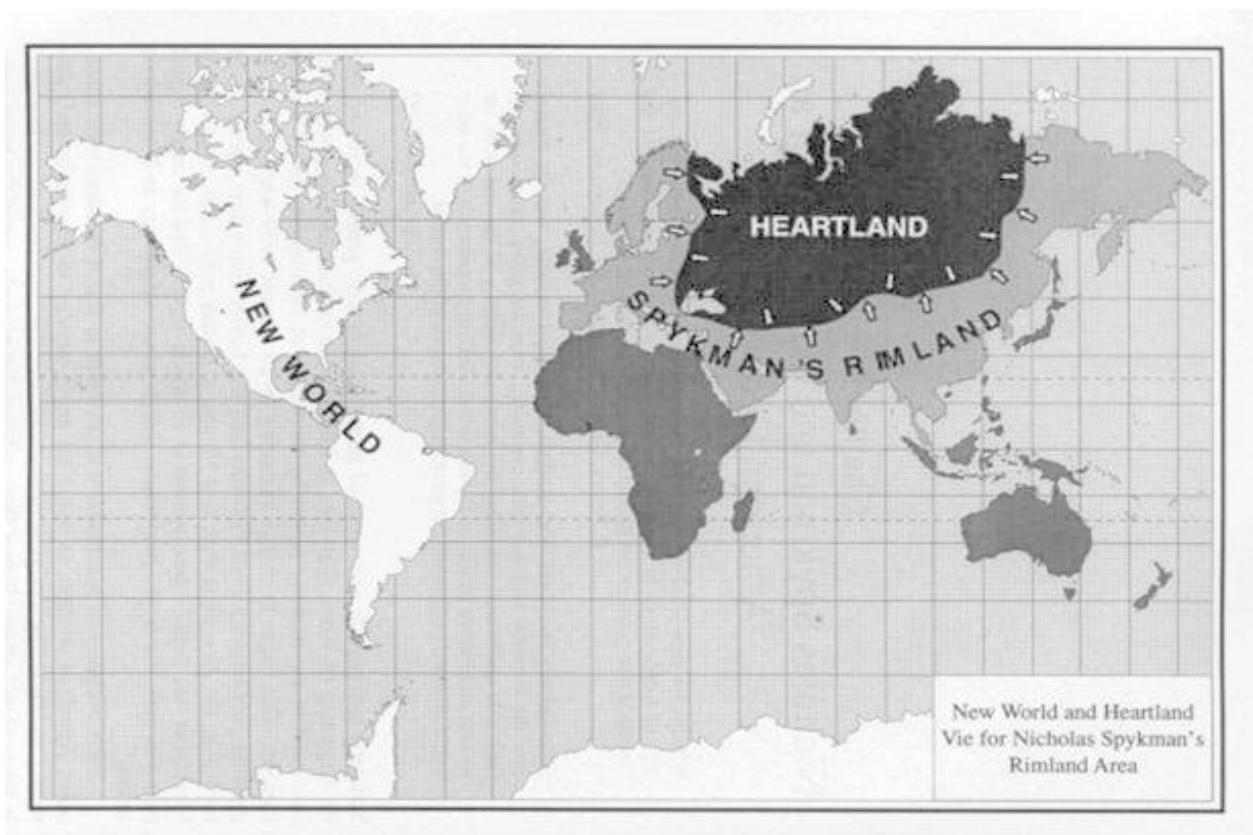 HEARTLAND
NEW WORLD
SPYKMAN'S RIMLAND
New World and Heartland
Vie for Nicholas Spykman's
Rimland Area